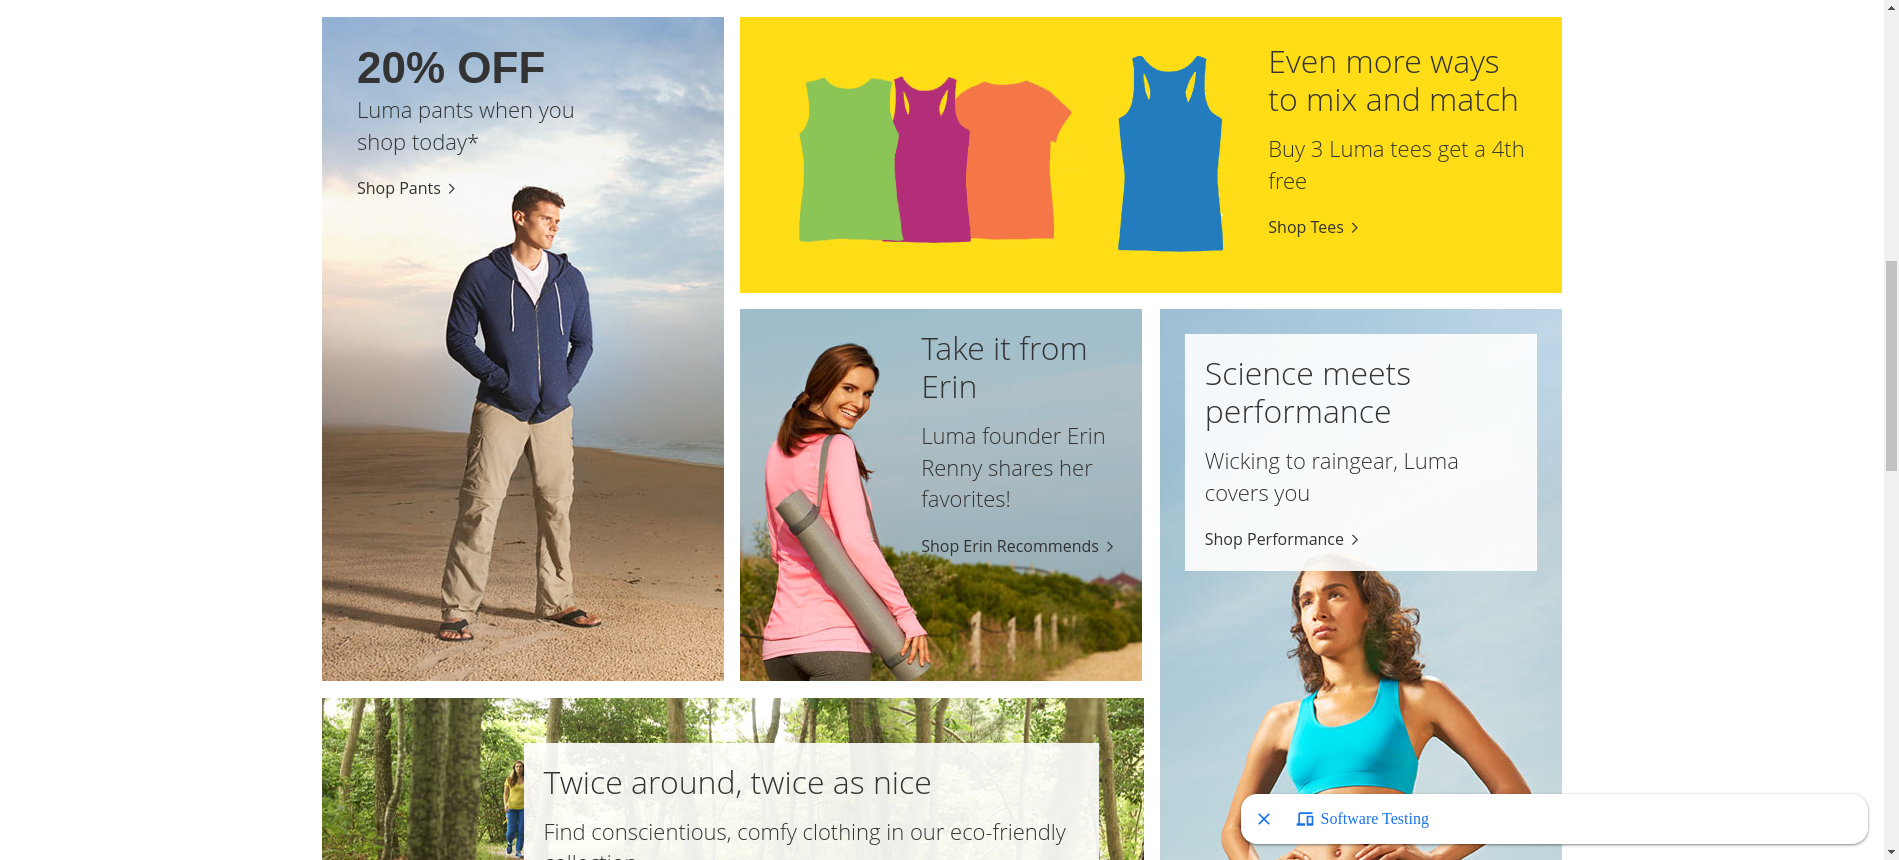 20% OFF
Luma pants when you
shop today*
Shop Pants
Even more ways
to mix and match
Buy 3 Luma tees get a 4th
free
Shop Tees
Take it from
Erin
Luma founder Erin
Renny shares her
favorites!
Shop Erin Recommends
Science meets
performance
Wicking to raingear, Luma
covers you
Shop Performance
Twice around, twice as nice
Find conscientious, comfy clothing in our eco-friendly
Software Testing